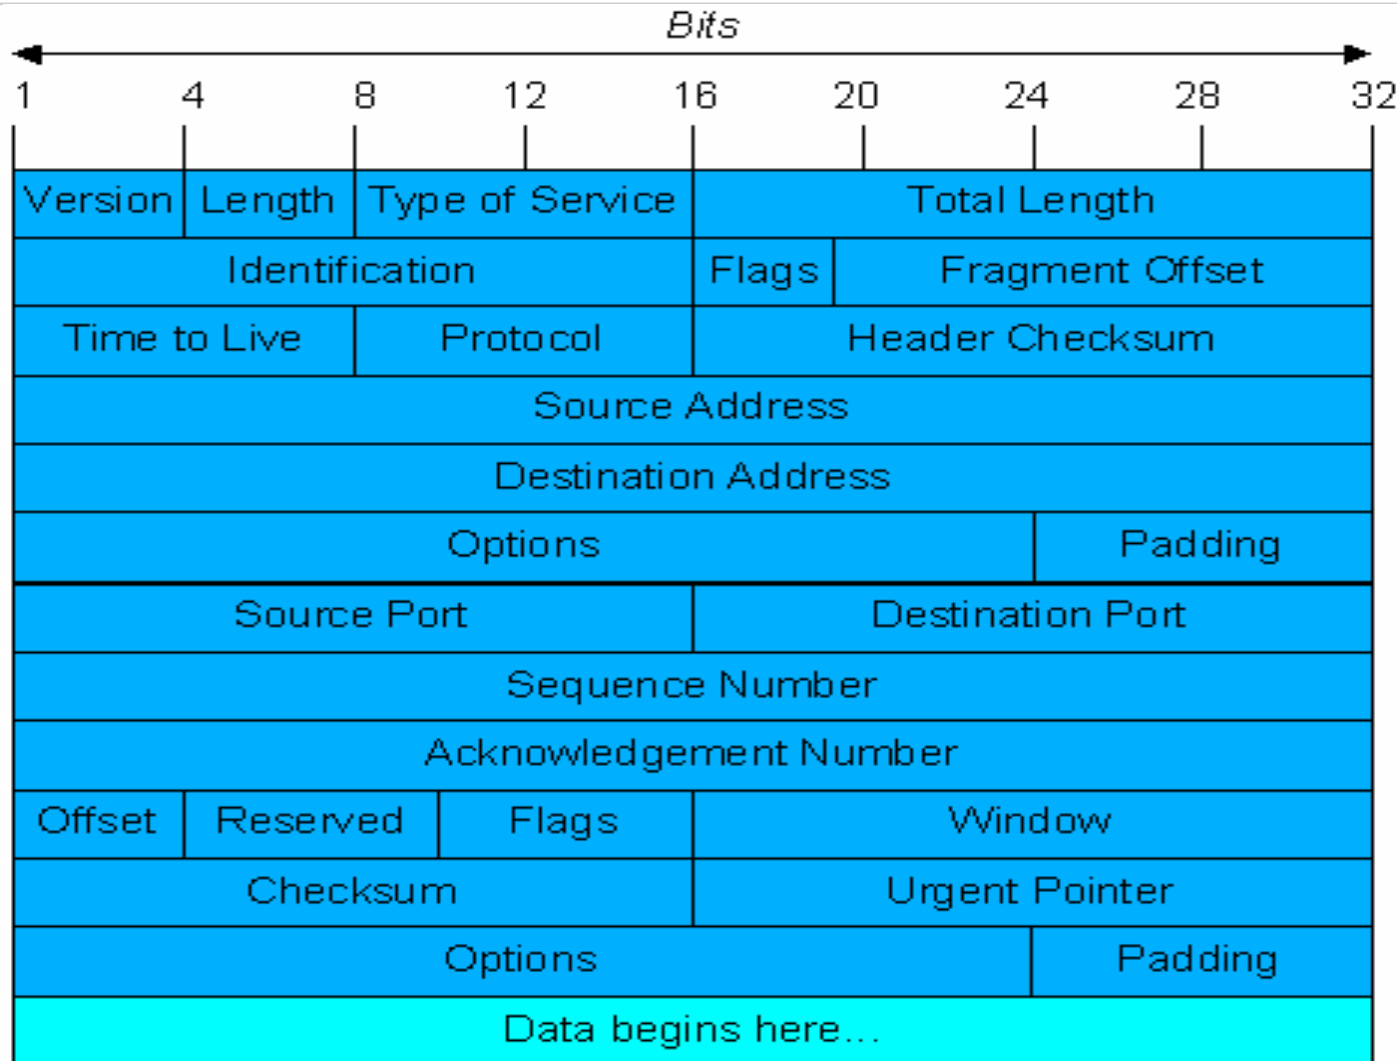 Bits
1 4 8 12 16 20 24 28 32
Version Length Type of Service Total Length
Identification Flags Fragment Offset
Time to Live Protocol Header Checksum
Source Address
Destination Address
Options Padding
Source Port Destination Port
Sequence Number
Acknowledgement Number
Offset Reserved Flags Window
Checksum Urgent Pointer
Options Padding
Data begins here...